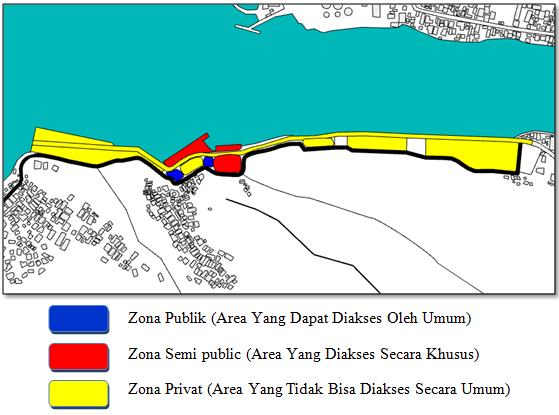 Zona Publik (Area Yang Dapat Diakses Oleh Umum)
Zona Semi public (Area Yang Diakses Secara Khusus)
Zona Privat (Area Yang Tidak Bisa Diakses Secara Umum)